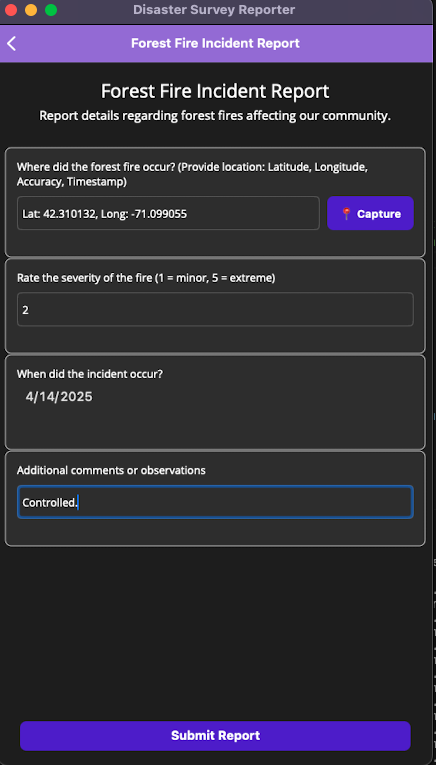 Disaster Survey Reporter
Forest Fire Incident Report
Forest Fire Incident Report
Report details regarding forest fires affecting our community.
Where did the forest fire occur? (Provide location: Latitude, Longitude,
Accuracy, Timestamp)
Lat: 42.310132, Long: -71.099055
Capture
Rate the severity of the fire (1 = minor, 5 = extreme)
2
When did the incident occur?
4/14/2025
Additional comments or observations
Controlled.
Submit Report